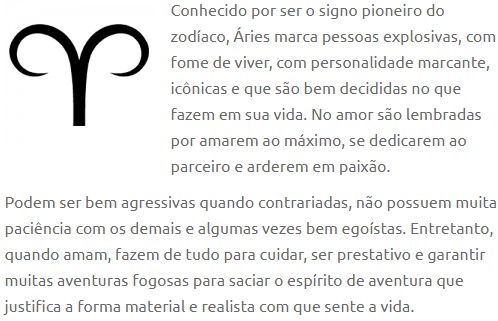 Conhecido por ser o signo pioneiro do
zodíaco, Áries marca pessoas explosivas, com
fome de viver, com personalidade marcante,
icônicas e que são bem decididas no que
fazem em sua vida. No amor são lembradas
por amarem ao máximo, se dedicarem ao
parceiro e arderem em paixão.
Podem ser bem agressivas quando contrariadas, não possuem muita
paciência com os demais e algumas vezes bem egoístas. Entretanto,
quando amam, fazem de tudo para cuidar, ser prestativo e garantir
muitas aventuras fogosas para saciar o espírito de aventura que
justifica a forma material e realista com que sente a vida.